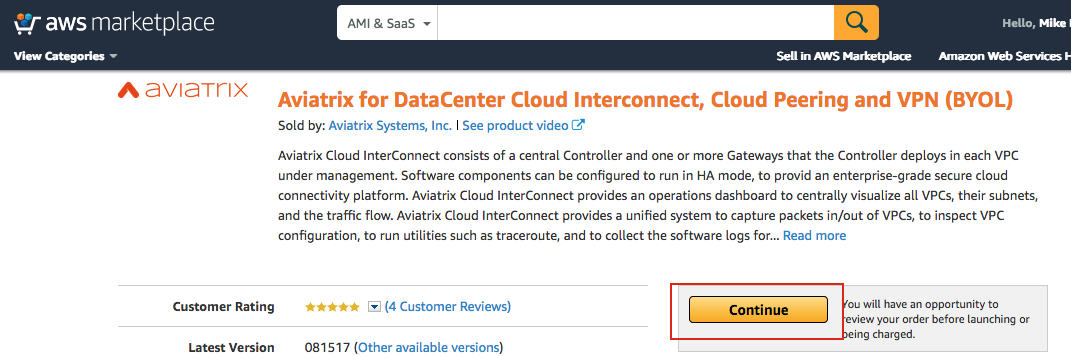 aws marketplace
AMI & SaaS
Hello, Mike
View Categories
Sell in AWS Marketplace
Amazon Web Services H
AVIATRIX
Aviatrix for DataCenter Cloud Interconnect, Cloud Peering and VPN (BYOL)
Sold by: Aviatrix Systems, Inc. | See product video
Aviatrix Cloud InterConnect consists of a central Controller and one or more Gateways that the Controller deploys in each VPC
under management. Software components can be configured to run in HA mode, to provid an enterprise-grade secure cloud
connectivity platform. Aviatrix Cloud InterConnect provides an operations dashboard to centrally visualize all VPCs, their subnets,
and the traffic flow. Aviatrix Cloud InterConnect provides a unified system to capture packets in/out of VPCs, to inspect VPC
configuration, to run utilities such as traceroute, and to collect the software logs for... Read more
Customer Rating
(4 Customer Reviews)
Latest Version
081517 (Other available versions)
Continue
You will have an opportunity to
review your order before launching or
being charged.